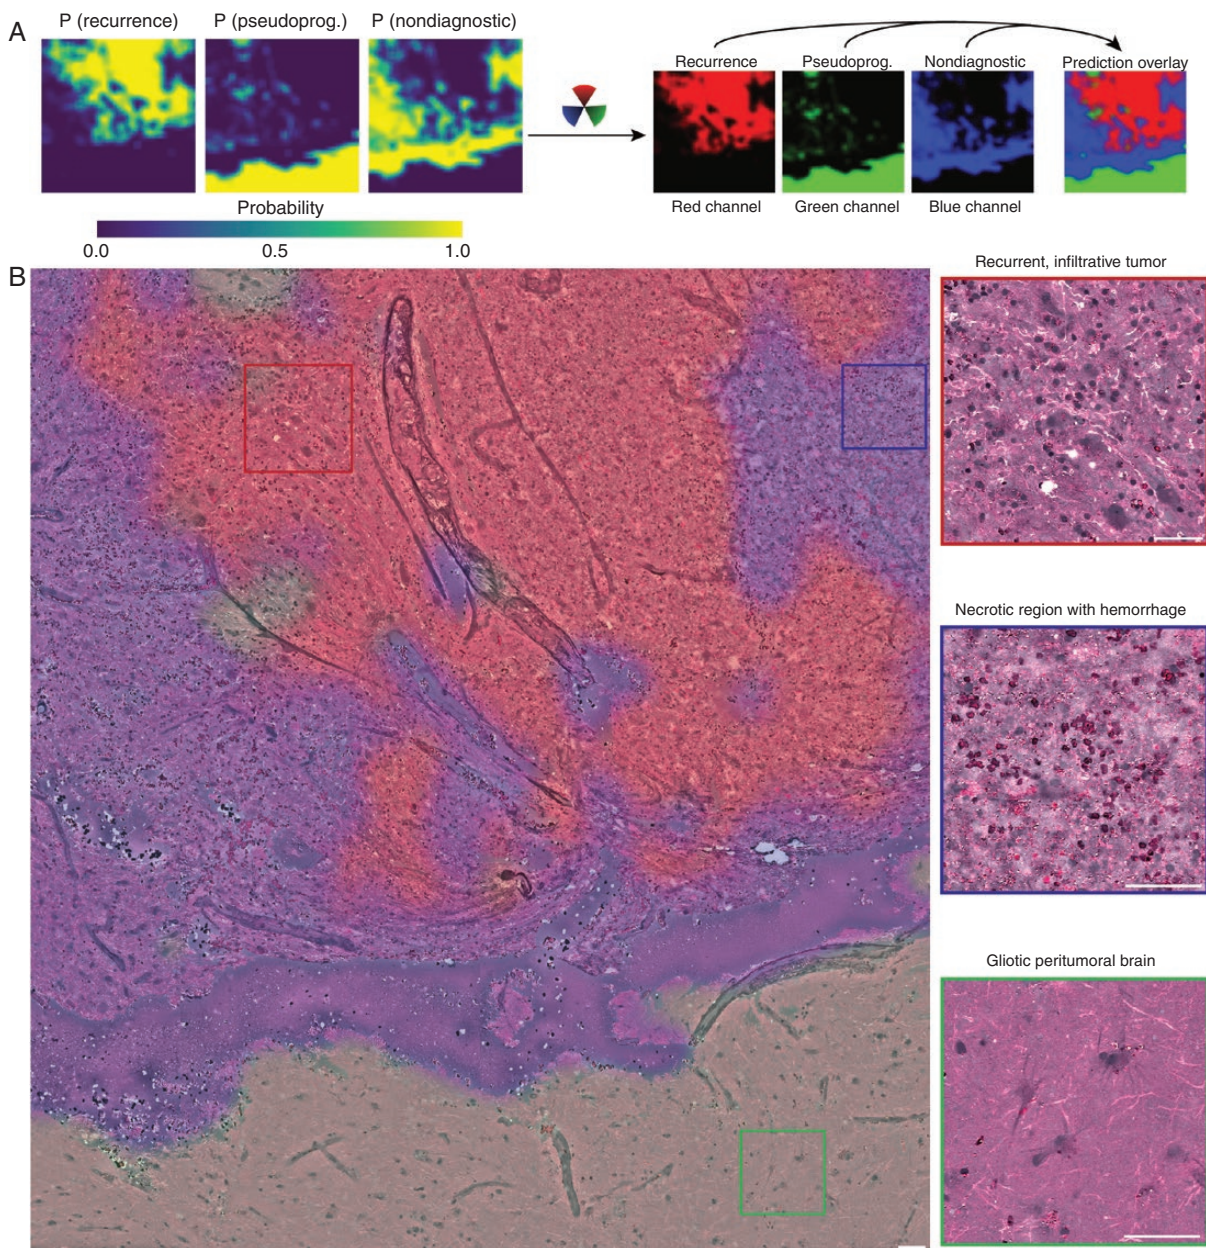 A
P (recurrence) P (pseudoprog.) P (nondiagnostic)
Recurrence Pseudoprog. Nondiagnostic Prediction overlay
Red channel Green channel Blue channel
Probability
0.0 0.5 1.0
B
Recurrent, infiltrative tumor
Necrotic region with hemorrhage
Gliotic peritumoral brain